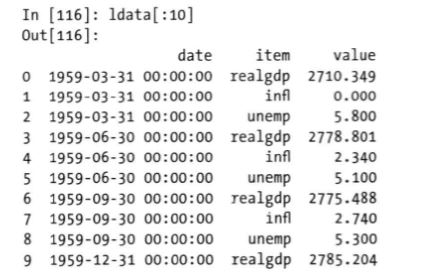 In [116]: ldata[:10]
Out[116]:
date item value
0 1959-03-31 00:00:00 realgdp 2710.349
1 1959-03-31 00:00:00 infl 0.000
2 1959-03-31 00:00:00 unemp 5.800
3 1959-06-30 00:00:00 realgdp 2778.801
4 1959-06-30 00:00:00 infl 2.340
5 1959-06-30 00:00:00 unemp 5.100
6 1959-09-30 00:00:00 realgdp 2775.488
7 1959-09-30 00:00:00 infl 2.740
8 1959-09-30 00:00:00 unemp 5.300
9 1959-12-31 00:00:00 realgdp 2785.204